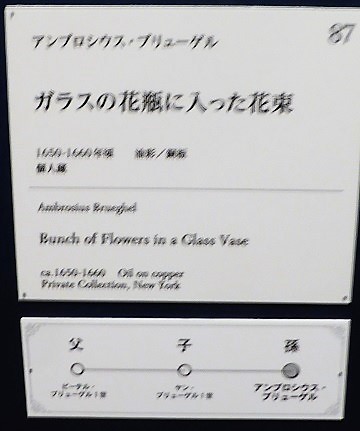 87
アンブロシウス・ブリューゲル
ガラスの花瓶に入った花束
1650-1660年頃 油彩／銅板
個人蔵
Ambrosius Brueghel
Bunch of Flowers in a Glass Vase
ca.1650-1660 Oil on copper
Private Collection, New York
父 子 孫
ピーテル・ ヤン・ アンブロシウス・
ブリューゲル1世 ブリューゲル1世 ブリューゲル